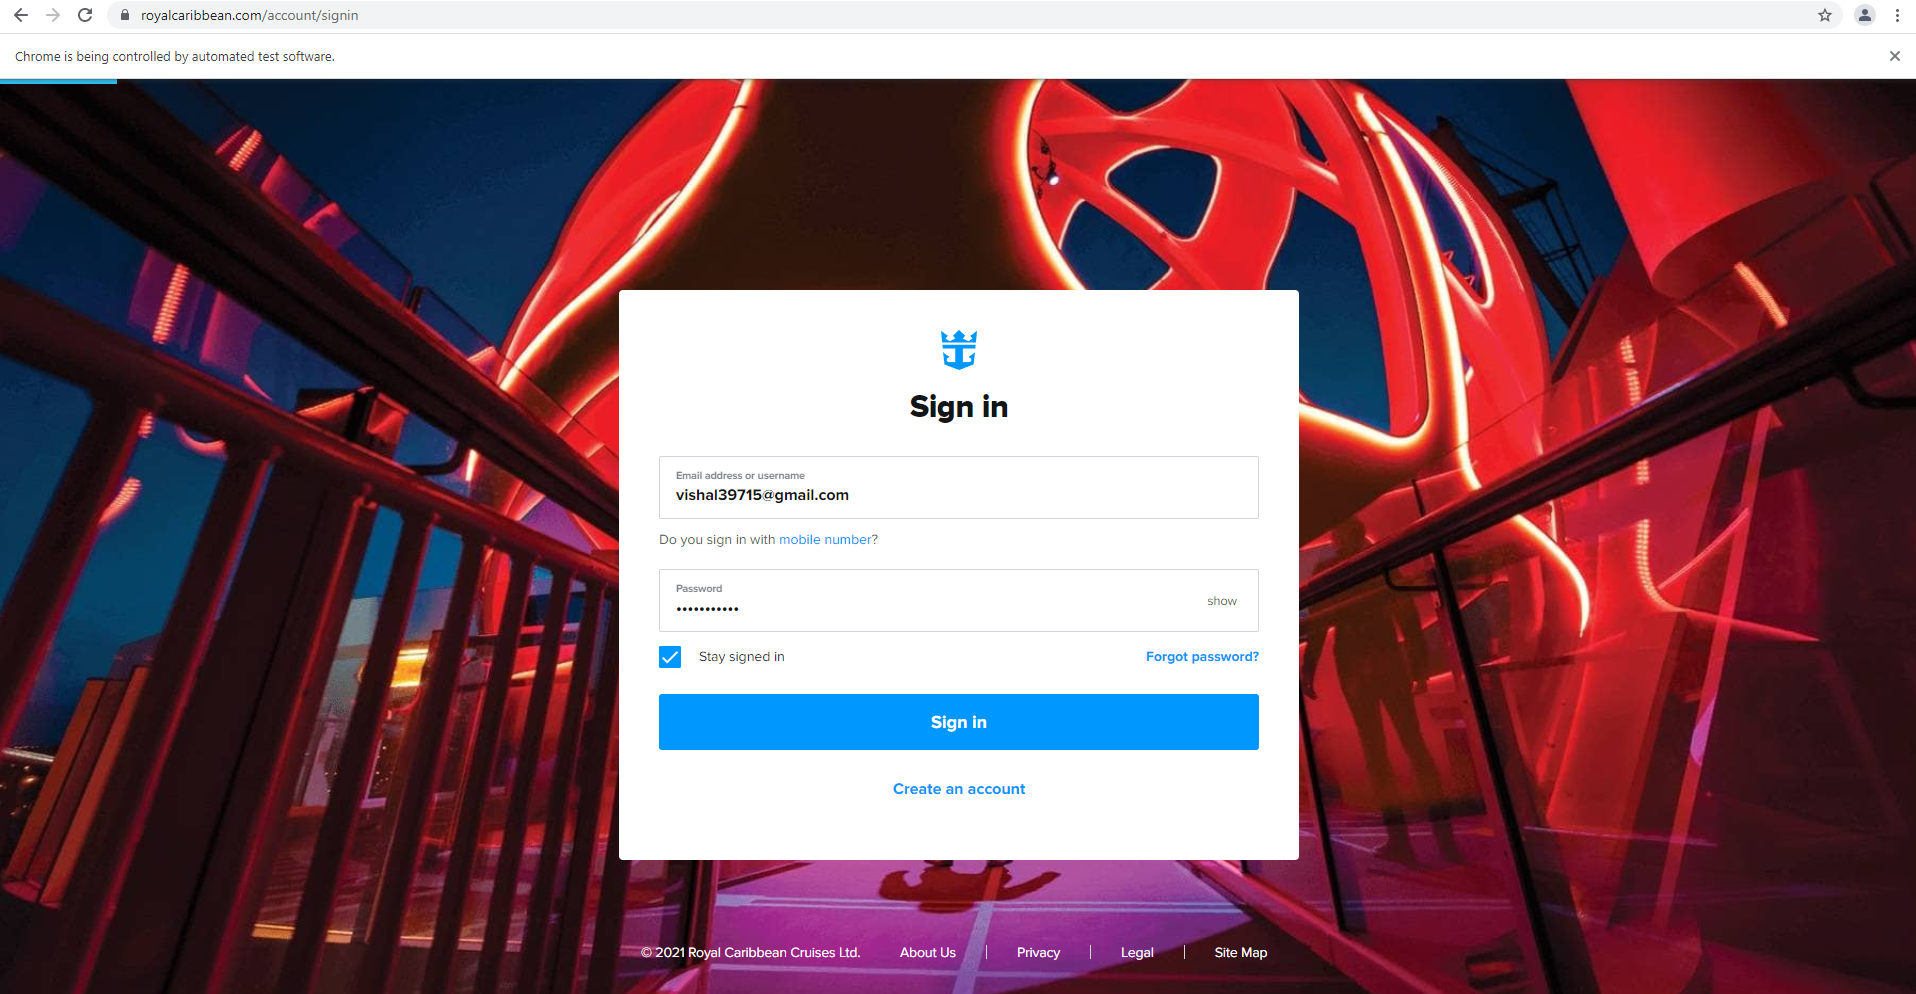 royalcaribbean.com/account/signin
Chrome is being controlled by automated test software.
Sign in
Email address or username
vishal39715@gmail.com
Do you sign in with mobile number?
Password
•••••••••••
show
Stay signed in
Forgot password?
Sign in
Create an account
© 2021 Royal Caribbean Cruises Ltd. About Us | Privacy | Legal | Site Map